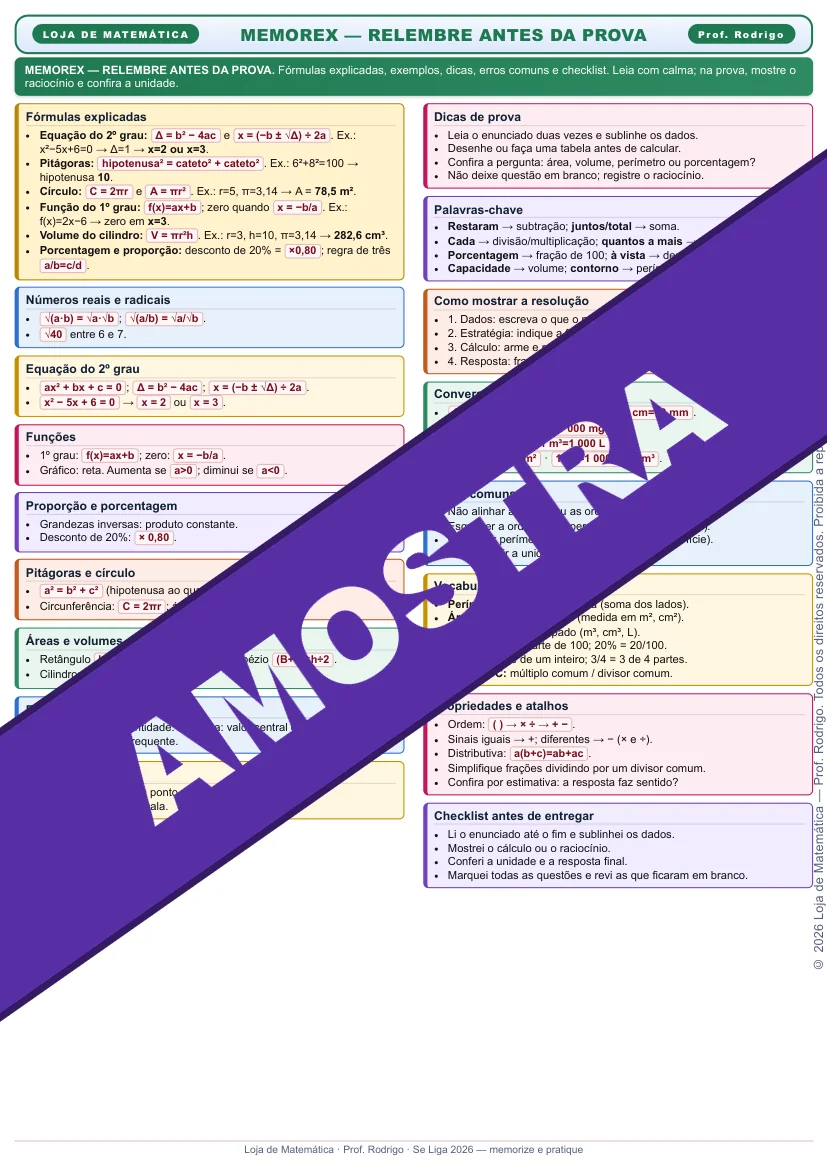 LOJA DE MATEMÁTICA
MEMOREX — RELEMBRE ANTES DA PROVA
Prof. Rodrigo
MEMOREX — RELEMBRE ANTES DA PROVA. Fórmulas explicadas, exemplos, dicas, erros comuns e checklist. Leia com calma; na prova, mostre o
raciocínio e confira a unidade.
Fórmulas explicadas
• Equação do 2º grau: Δ = b² − 4ac e x = (−b ± √Δ) ÷ 2a. Ex.:
x²−5x+6=0 → Δ=1 → x=2 ou x=3.
• Pitágoras: hipotenusa² = cateto² + cateto². Ex.: 6²+8²=100 →
hipotenusa 10.
• Círculo: C = 2πr e A = πr². Ex.: r=5, π=3,14 → A = 78,5 m².
• Função do 1º grau: f(x)=ax+b; zero quando x = −b/a. Ex.:
f(x)=2x−6 → zero em x=3.
• Volume do cilindro: V = πr²h. Ex.: r=3, h=10, π=3,14 → 282,6 cm³.
• Porcentagem e proporção: desconto de 20% = ×0,80; regra de três
a/b=c/d.
Números reais e radicais
• √(a·b) = √a·√b; √(a/b) = √a/√b.
• √40 entre 6 e 7.
Equação do 2º grau
• ax² + bx + c = 0; Δ = b² − 4ac; x = (−b ± √Δ) ÷ 2a.
• x² − 5x + 6 = 0 → x = 2 ou x = 3.
Funções
• 1º grau: f(x)=ax+b; zero: x = −b/a.
• Gráfico: reta. Aumenta se a>0; diminui se a<0.
Proporção e porcentagem
• Grandezas inversas: produto constante.
• Desconto de 20%: × 0,80.
Pitágoras e círculo
• a² = b² + c² (hipotenusa ao
• Circunferência: C = 2πr;
Áreas e volumes
• Retângulo
(B+
h÷2.
• Cilindro
central
requente.
ponto
Dicas de prova
• Leia o enunciado duas vezes e sublinhe os dados.
• Desenhe ou faça uma tabela antes de calcular.
• Confira a pergunta: área, volume, perímetro ou porcentagem?
• Não deixe questão em branco; registre o raciocínio.
Palavras-chave
• Restaram → subtração; juntos/total → soma.
• Cada → divisão/multiplicação; quantos a mais
• Porcentagem → fração de 100; à vista →
• Capacidade → volume; contorno →
Como mostrar a resolução
• 1. Dados: escreva o que o
• 2. Estratégia: indique a
• 3. Cálculo: arme e
• 4. Resposta:
mm.
000 mg
m³=1 000 L
comuns
Não alinhar
a (soma dos lados).
(medida em m², cm²).
(m³, cm³, L).
de 100; 20% = 20/100.
de um inteiro; 3/4 = 3 de 4 partes.
múltiplo comum / divisor comum.
e atalhos
• Ordem: ( ) → × ÷ → + −.
• Sinais iguais → +; diferentes → − (× e ÷).
• Distributiva: a(b+c)=ab+ac.
• Simplifique frações dividindo por um divisor comum.
• Confira por estimativa: a resposta faz sentido?
Checklist antes de entregar
• Li o enunciado até o fim e sublinhei os dados.
• Mostrei o cálculo ou o raciocínio.
• Conferi a unidade e a resposta final.
• Marquei todas as questões e revi as que ficaram em branco.
AMOSTRA
© 2026 Loja de Matemática — Prof. Rodrigo. Todos os direitos reservados. Proibida a
Loja de Matemática · Prof. Rodrigo · Se Liga 2026 — memorize e pratique